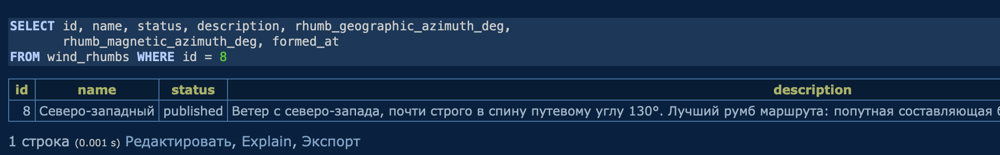 SELECT id, name, status, description, rhumb_geographic_azimuth_deg,
rhumb_magnetic_azimuth_deg, formed_at
FROM wind_rhumbs WHERE id = 8
id name status description
8 Северо-западный published Ветер с северо-запада, почти строго в спину путевому углу 130°. Лучший румб маршрута: попутная составляющая
1 строка (0.001 s) Редактировать, Explain, Экспорт